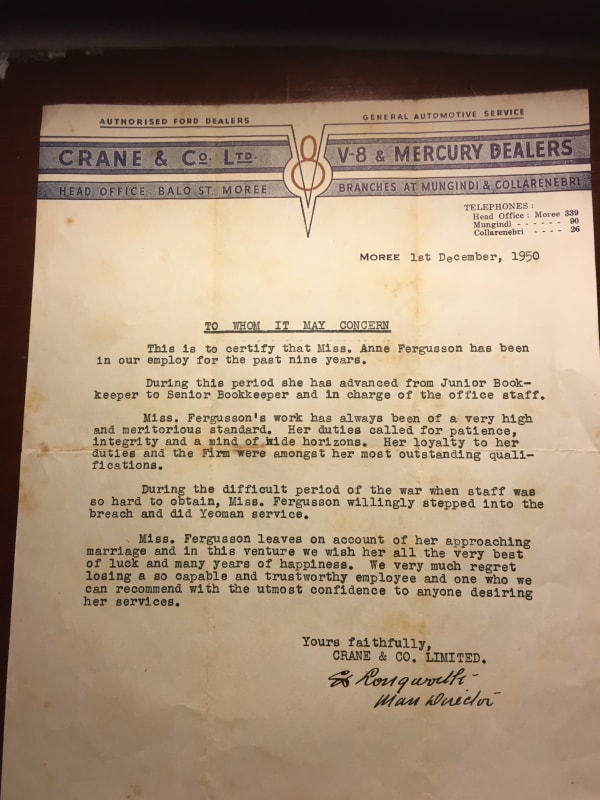 AUTHORISED FORD DEALERS
GENERAL AUTOMOTIVE SERVICE
CRANE & Co. LTD.
V-8 & MERCURY DEALERS
HEAD OFFICE BALO ST. MOREE
BRANCHES AT MUNGINDI & COLLARENEBRI
8
TELEPHONES:
Head Office: Moree 339
Mungindi - - - - - - 90
Collarenebri - - - - 26
MOREE 1st December, 1950
TO WHOM IT MAY CONCERN
This is to certify that Miss. Anne Fergusson has been
in our employ for the past nine years.
During this period she has advanced from Junior Book-
keeper to Senior Bookkeeper and in charge of the office staff.
Miss. Fergusson's work has always been of a very high
and meritorious standard. Her duties called for patience,
integrity and a mind of wide horizons. Her loyalty to her
duties and the Firm were amongst her most outstanding quali-
fications.
During the difficult period of the war when staff was
so hard to obtain, Miss. Fergusson willingly stepped into the
breach and did Yeoman service.
Miss. Fergusson leaves on account of her approaching
marriage and in this venture we wish her all the very best
of luck and many years of happiness. We very much regret
losing a so capable and trustworthy employee and one who we
can recommend with the utmost confidence to anyone desiring
her services.
Yours faithfully,
CRANE & CO. LIMITED.
Longworth
Man Director